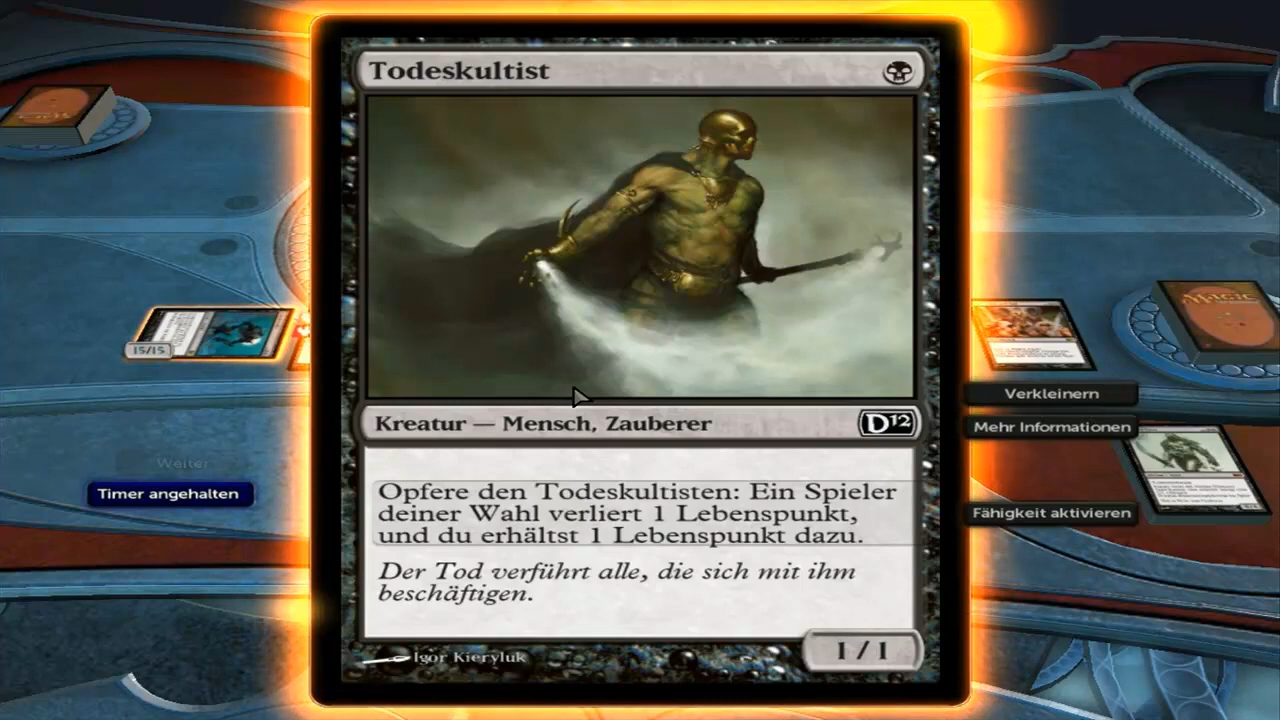 Todeskultist
15/15
Kreatur — Mensch, Zauberer
D12
Verkleinern
Mehr Informationen
Weiter
Timer angehalten
Fähigkeit aktivieren
Opfere den Todeskultisten: Ein Spieler
deiner Wahl verliert 1 Lebenspunkt,
und du erhältst 1 Lebenspunkt dazu.
Der Tod verführt alle, die sich mit ihm
beschäftigen.
Igor Kieryluk
1 / 1
MAGIC